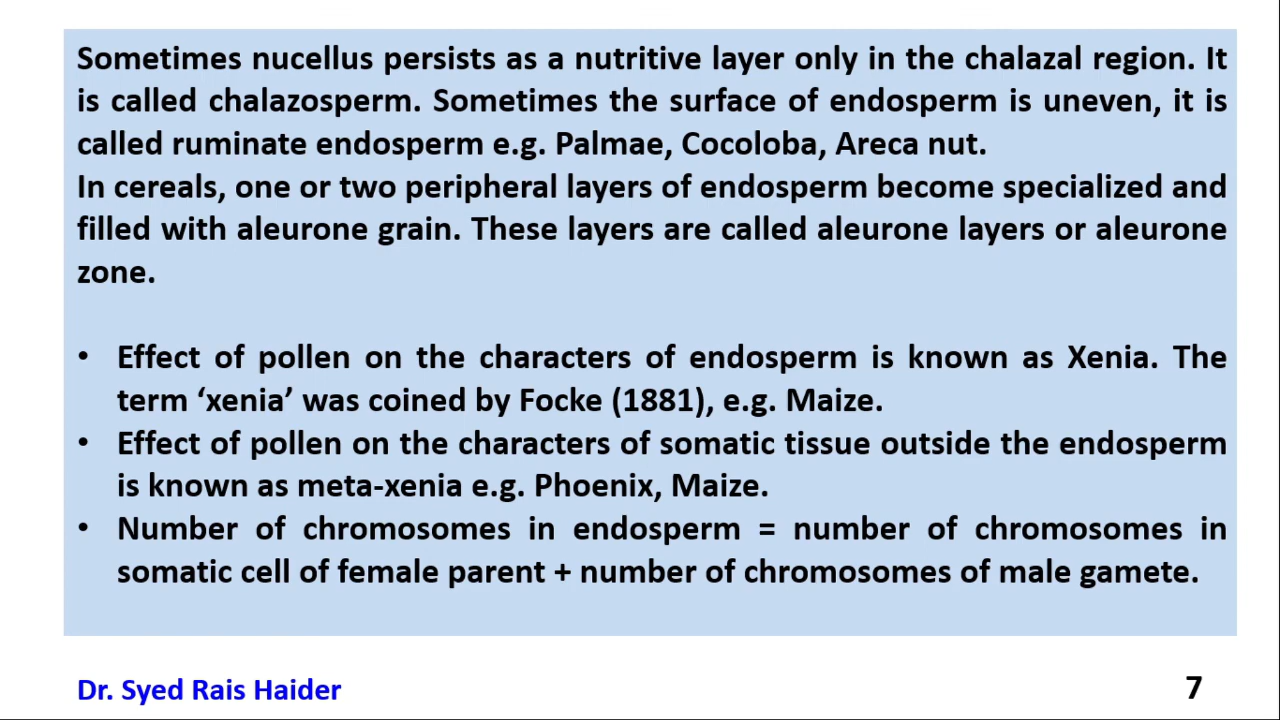 Sometimes nucellus persists as a nutritive layer only in the chalazal region. It
is called chalazosperm. Sometimes the surface of endosperm is uneven, it is
called ruminate endosperm e.g. Palmae, Cocoloba, Areca nut.
In cereals, one or two peripheral layers of endosperm become specialized and
filled with aleurone grain. These layers are called aleurone layers or aleurone
zone.
• Effect of pollen on the characters of endosperm is known as Xenia. The
term ‘xenia’ was coined by Focke (1881), e.g. Maize.
• Effect of pollen on the characters of somatic tissue outside the endosperm
is known as meta-xenia e.g. Phoenix, Maize.
• Number of chromosomes in endosperm = number of chromosomes in
somatic cell of female parent + number of chromosomes of male gamete.
Dr. Syed Rais Haider
7